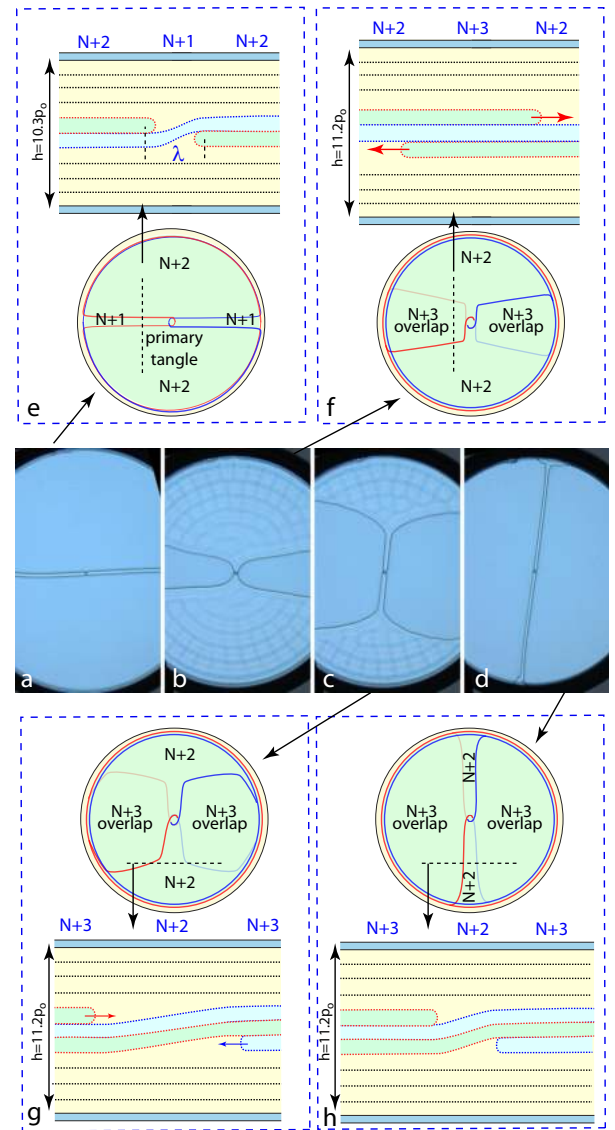 N+2 N+1 N+2
h=10.3p₀
λ
N+2
N+1 N+1
primary
tangle
N+2
e
N+2 N+3 N+2
h=11.2p₀
N+2
N+3 N+3
overlap overlap
N+2
f
a b c d
N+2
N+3 N+3
overlap overlap
N+2
N+3 N+2 N+3
h=11.2p₀
g
N+2
N+3 N+3
overlap overlap
N+2
N+3 N+2 N+3
h=11.2p₀
h